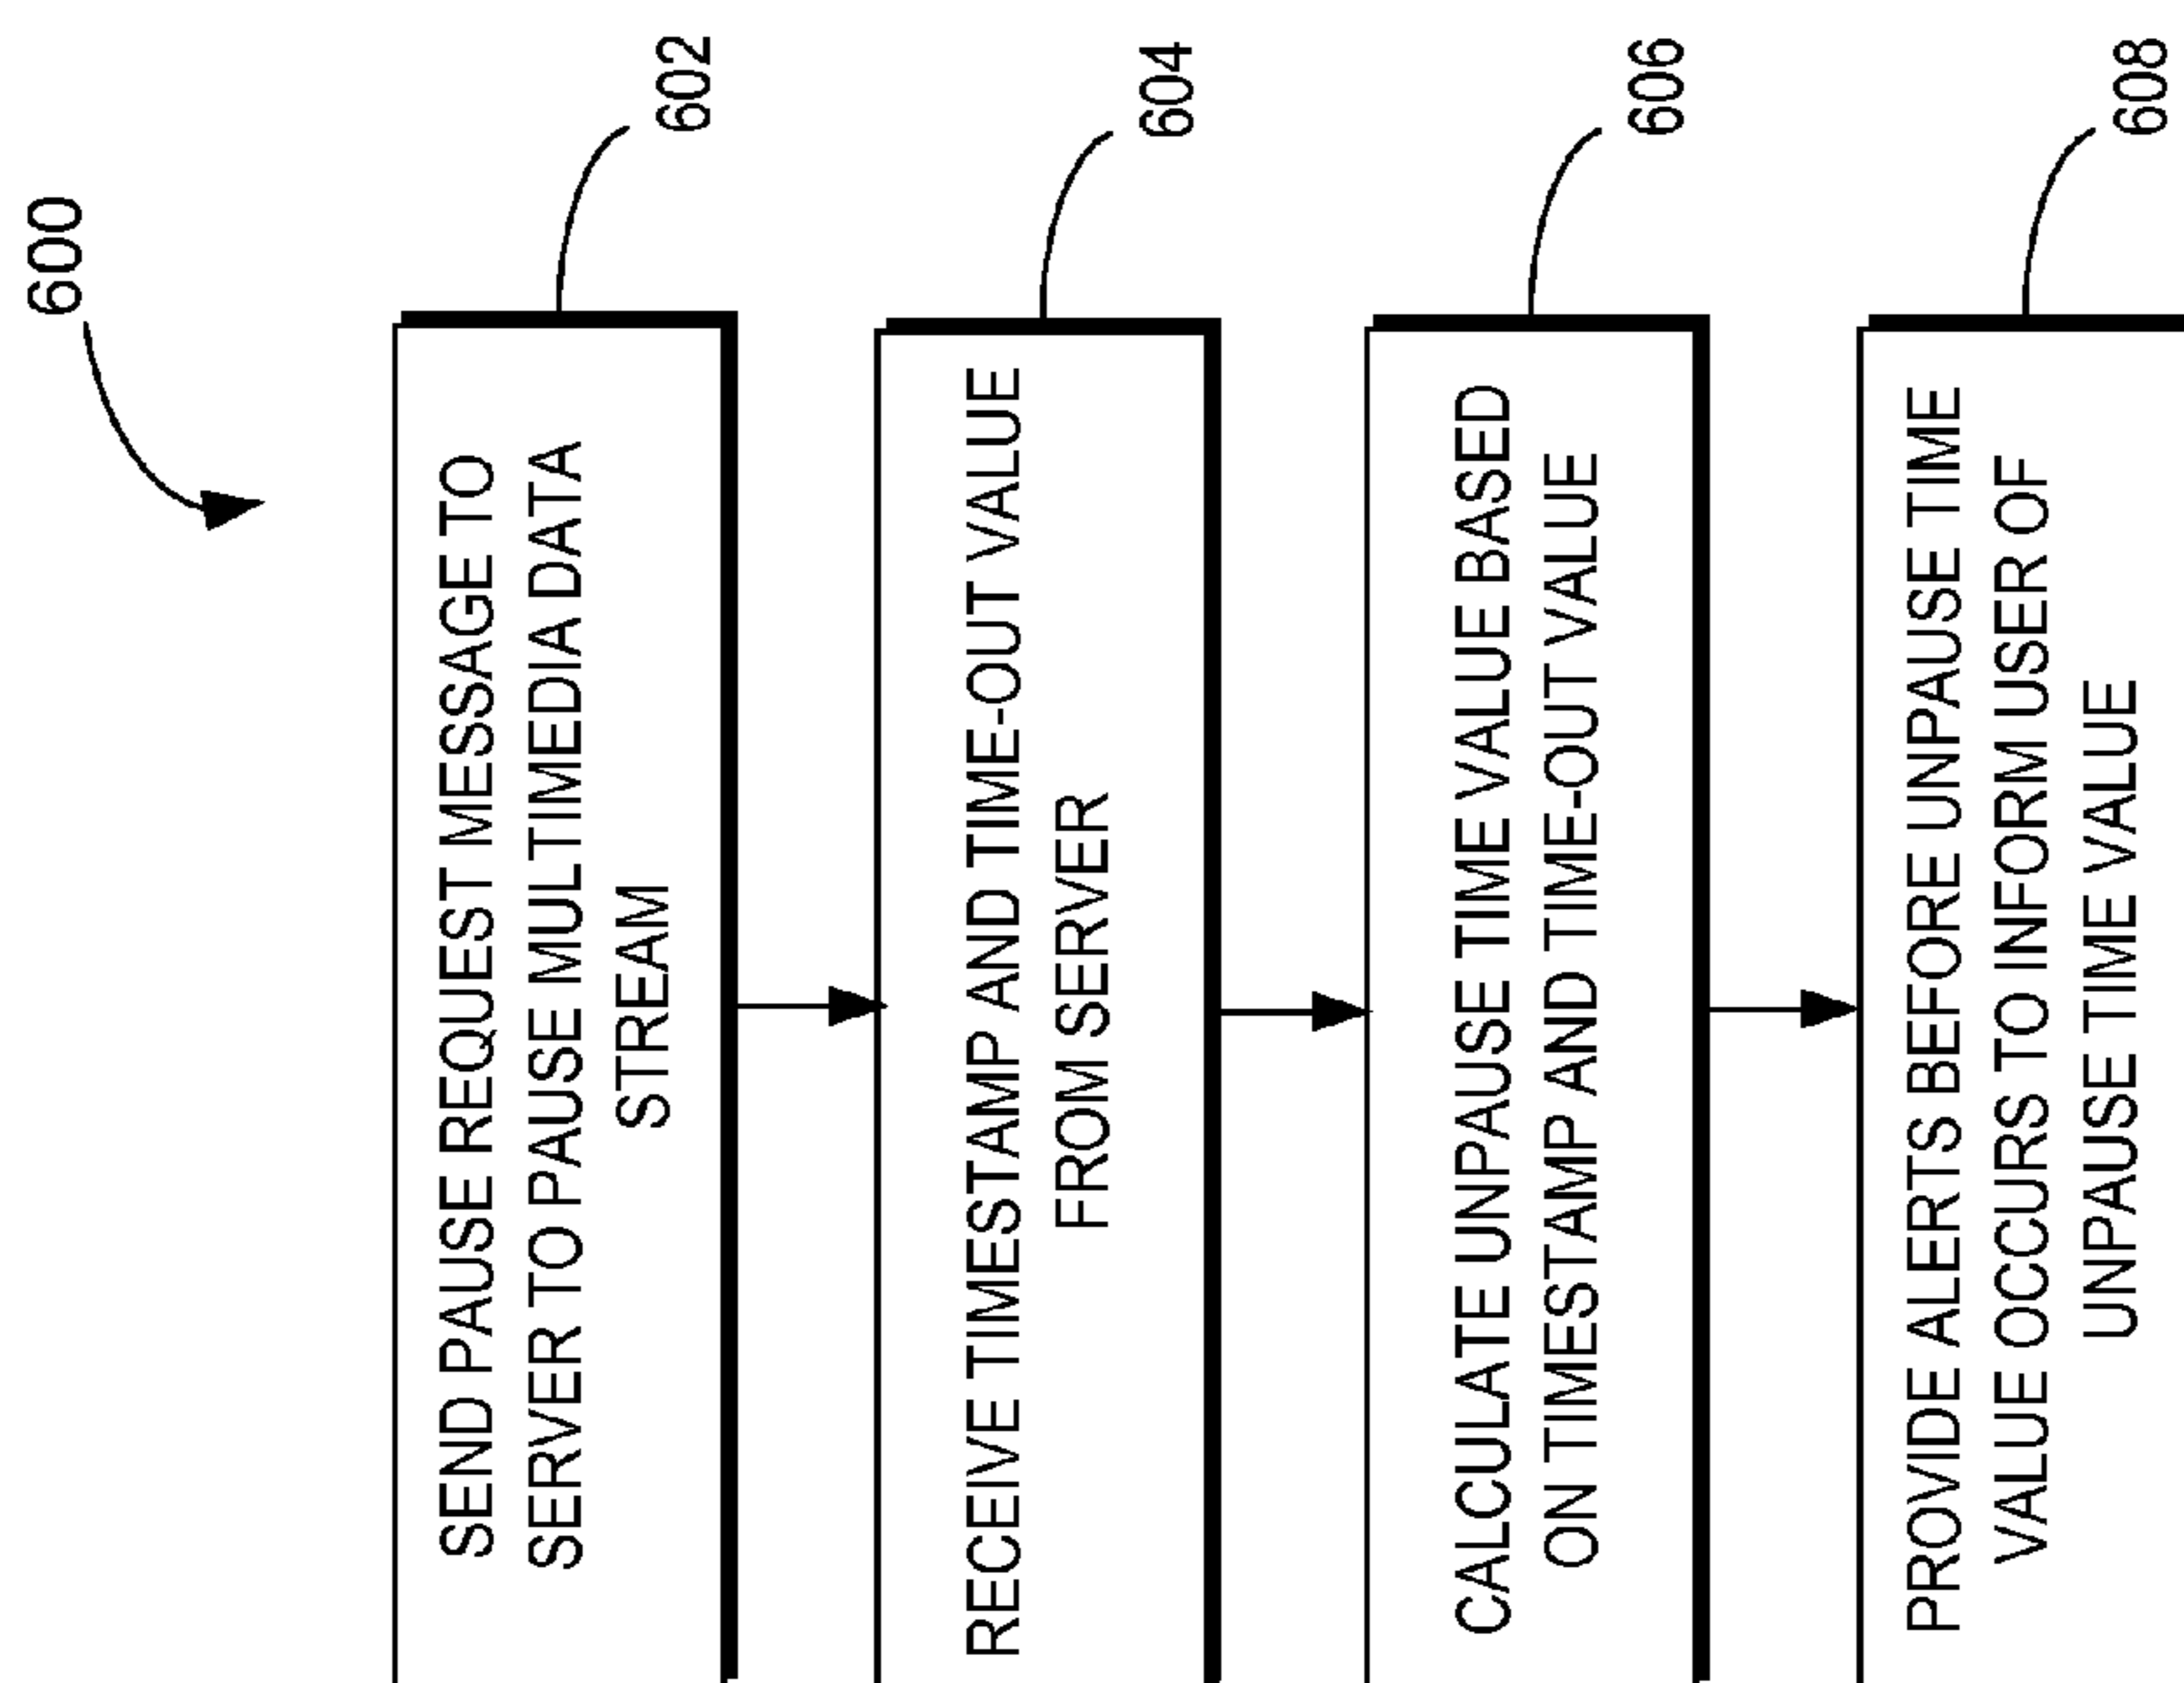 600
SEND PAUSE REQUEST MESSAGE TO
SERVER TO PAUSE MULTIMEDIA DATA
STREAM
602
RECEIVE TIMESTAMP AND TIME-OUT VALUE
FROM SERVER
604
CALCULATE UNPAUSE TIME VALUE BASED
ON TIMESTAMP AND TIME-OUT VALUE
606
PROVIDE ALERTS BEFORE UNPAUSE TIME
VALUE OCCURS TO INFORM USER OF
UNPAUSE TIME VALUE
608